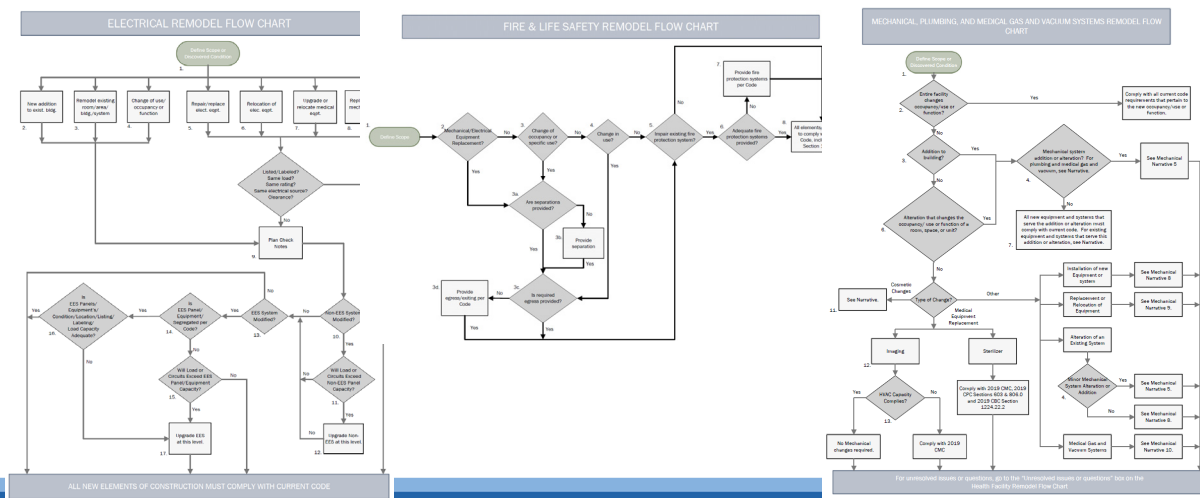 ELECTRICAL REMODEL FLOW CHART
Define Scope or
Discovered Condition
1.
New addition
to exist. bldg.
2.
Remodel existing
room/area/
bldg./system
3.
Change of use/
occupancy or
function
4.
Repair/replace
elect. eqpt.
5.
Relocation of
elec. eqpt.
6.
Upgrade or
relocate medical
eqpt.
7.
8.
Listed/Labeled?
Same load?
Same rating?
Same electrical source?
Clearance?
No
Plan Check
Notes
9.
No
Yes
Is
EES Panels/
Equipment's/
Condition/Location/Listing/
Labeling/
Load Capacity
Adequate?
16.
Yes
Is
EES Panel/
Equipment/
Segregated per
Code?
14.
Yes
EES System
Modified?
13.
No
Non-EES System
Modified?
10.
No
No
Yes
Will Load or
Circuits Exceed EES
Panel/Equipment
Capacity?
15.
No
Will Load or
Circuits Exceed
Non-EES Panel
Capacity?
11.
No
Yes
Yes
Upgrade EES
at this level.
17.
Upgrade Non-
EES at this level.
12.
No
ALL NEW ELEMENTS OF CONSTRUCTION MUST COMPLY WITH CURRENT CODE
FIRE & LIFE SAFETY REMODEL FLOW CHART
1.
Define Scope
2.
Mechanical/Electrical
Equipment
Replacement?
No
3.
Change of
occupancy or
specific use?
No
4.
Change in
use?
No
5.
Impair existing fire
protection system?
Yes
6.
Adequate fire
protection systems
provided?
Yes
7
Provide fire
protection systems
per Code
No
No
8.
All element
to comply
Code, incl
Section
Yes
Yes
Yes
3a.
Are separations
provided?
No
3b.
Provide
separation
Yes
Yes
3c.
Is required
egress provided?
No
3d.
Provide
egress/exiting per
Code
Yes
Yes
MECHANICAL, PLUMBING, AND MEDICAL GAS AND VACUUM SYSTEMS REMODEL FLOW
CHART
Define Scope or
Discovered Condition
1.
Entire facility
changes
occupancy/use or
function?
2.
Yes
Comply with all current code
requirements that pertain to
the new occupancy/use or
function.
No
Addition to
building?
3.
Yes
Mechanical system
addition or alteration? For
plumbing and medical gas and
vacuum, see Narrative.
4.
Yes
See Mechanical
Narrative 5
No
No
All new equipment and systems that
serve the addition or alteration must
comply with current code. For existing
equipment and systems that serve this
addition or alteration, see Narrative.
7.
Alteration that changes the
occupancy/ use or function of a
room, space, or unit?
6.
Yes
No
Cosmetic
Changes
See Narrative.
11.
Type of Change?
Other
Medical
Equipment
Replacement
Installation of new
Equipment or
system
See Mechanical
Narrative 8
Replacement or
Relocation of
Equipment
See Mechanical
Narrative 9.
Alteration of an
Existing System
Minor Mechanical
System Alteration or
Addition
4.
Yes
See Mechanical
Narrative 5.
No
See Mechanical
Narrative 8.
Medical Gas and
Vacuum Systems
See Mechanical
Narrative 10.
Imaging
12.
Sterilizer
Comply with 2019 CMC, 2019
CPC Sections 603 & 806.0
and 2019 CBC Section
1224.22.2
HVAC Capacity
Complies?
13.
Yes
No
No Mechanical
changes required.
Comply with 2019
CMC
For unresolved issues or questions, go to the "Unresolved issues or questions" box on the
Health Facility Remodel Flow Chart